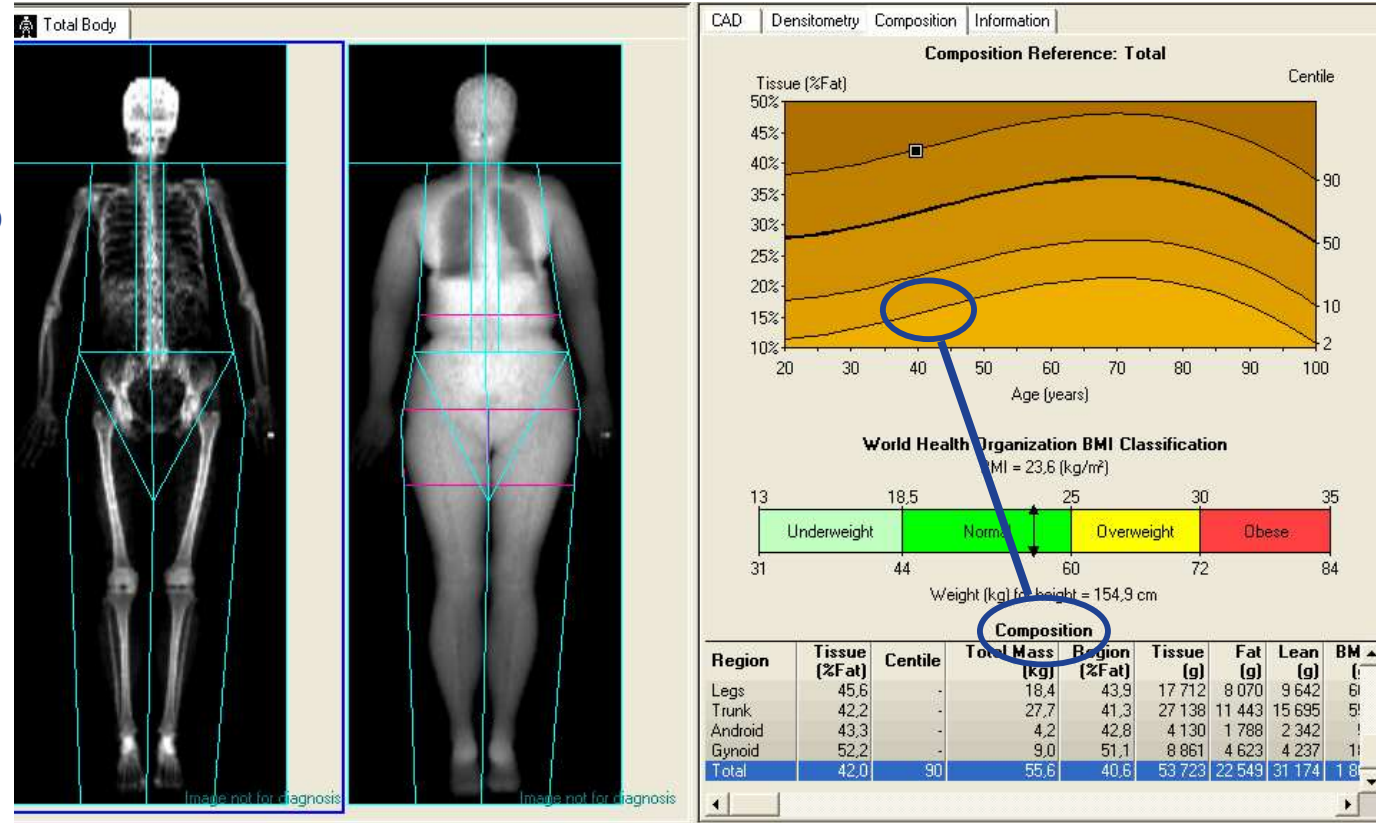 Total Body
Image not for diagnosis
Image not for diagnosis
CAD Densitometry Composition Information
Composition Reference: Total
Tissue (%Fat) Centile
50%
45%
40%
35%
30%
25%
20%
15%
10%
90
50
10
2
20 30 40 50 60 70 80 90 100
Age (years)
World Health Organization BMI Classification
BMI = 23,6 (kg/m²)
13 18,5 25 30 35
Underweight Normal Overweight Obese
31 44 60 72 84
Weight (kg) for height = 154,9 cm
Composition
Region Tissue (%Fat) Centile Total Mass (kg) Region (%Fat) Tissue (g) Fat (g) Lean (g) BM
Legs 45,6 - 18,4 43,9 17 712 8 070 9 642
Trunk 42,2 - 27,7 41,3 27 138 11 443 15 695
Android 43,3 - 4,2 42,8 4 130 1 788 2 342
Gynoid 52,2 - 9,0 51,1 8 861 4 623 4 237
Total 42,0 90 55,6 40,6 53 723 22 549 31 174